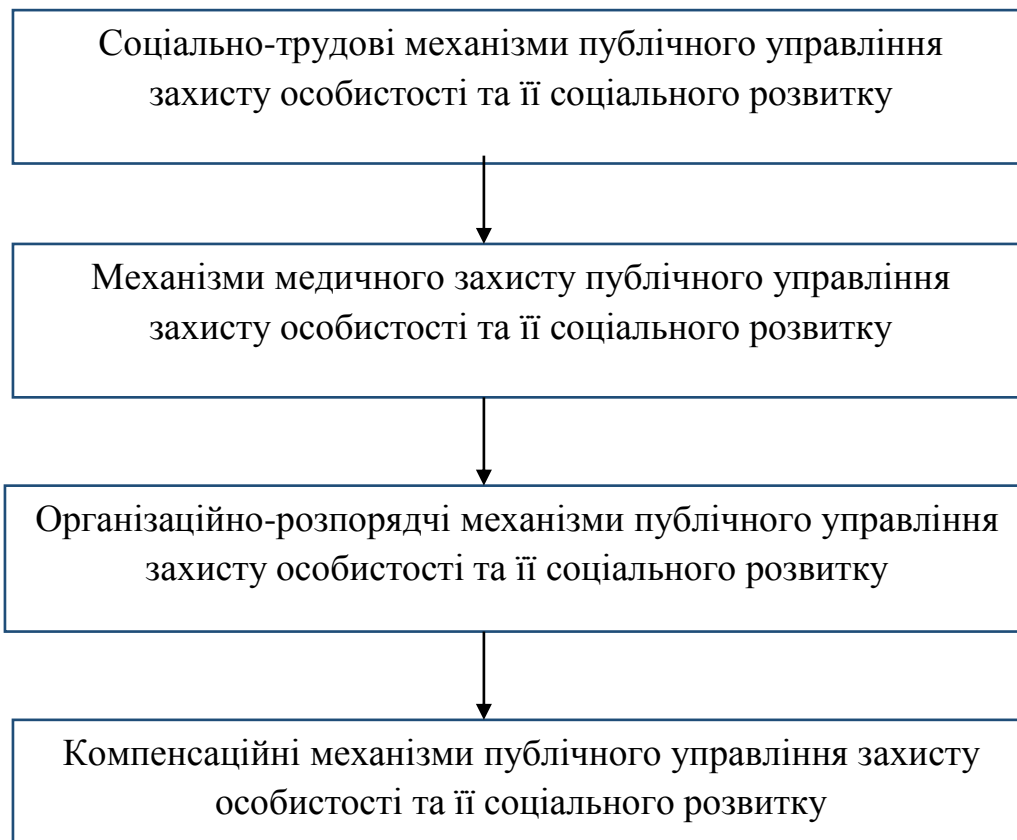 Соціально-трудові механізми публічного управління
захисту особистості та її соціального розвитку
Механізми медичного захисту публічного управління
захисту особистості та її соціального розвитку
Організаційно-розпорядчі механізми публічного управління
захисту особистості та її соціального розвитку
Компенсаційні механізми публічного управління захисту
особистості та її соціального розвитку